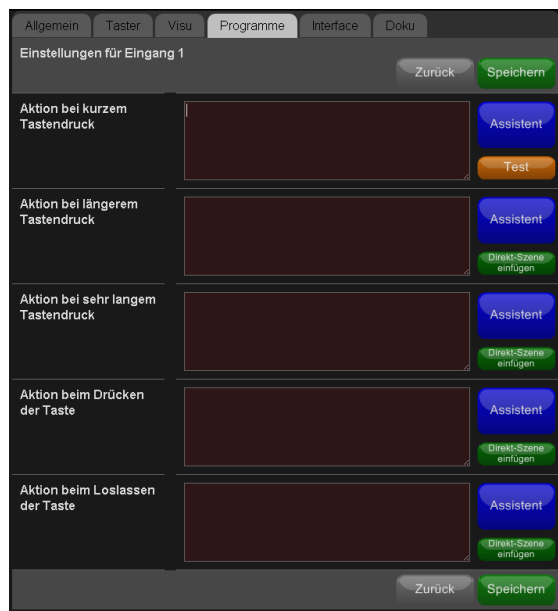 Allgemein Taster Visu Programme Interface Doku
Einstellungen für Eingang 1
Zurück Speichern
Aktion bei kurzem
Tastendruck
Assistent
Test
Aktion bei längerem
Tastendruck
Assistent
Direkt-Szene
einfügen
Aktion bei sehr langem
Tastendruck
Assistent
Direkt-Szene
einfügen
Aktion beim Drücken
der Taste
Assistent
Direkt-Szene
einfügen
Aktion beim Loslassen
der Taste
Assistent
Direkt-Szene
einfügen
Zurück Speichern